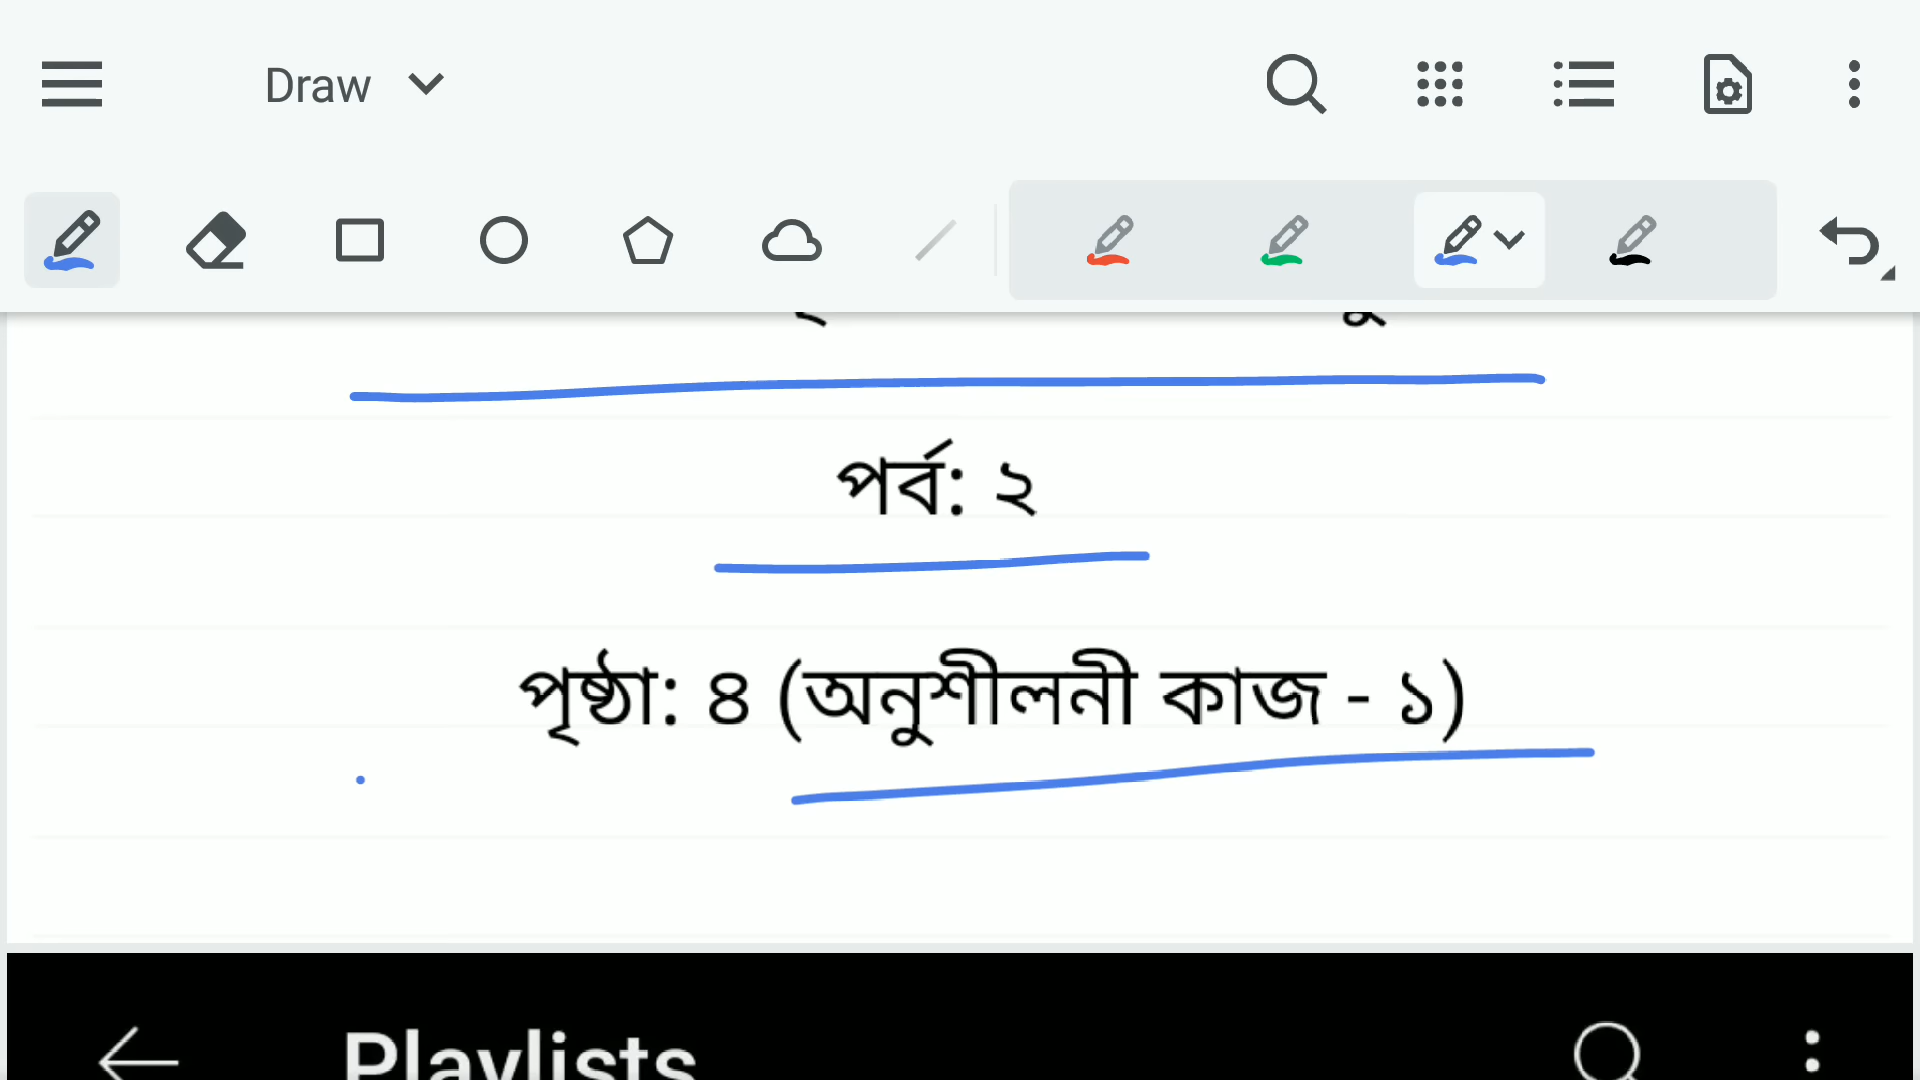 Draw
পর্ব: ২
পৃষ্ঠা: ৪ (অনুশীলনী কাজ - ১)
Playlists